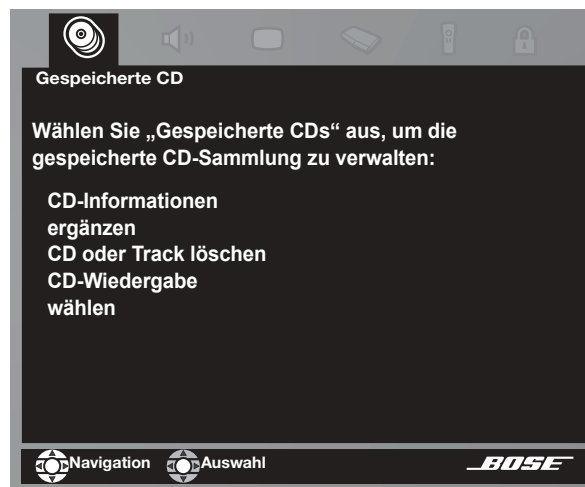 Gespeicherte CD
Wählen Sie „Gespeicherte CDs“ aus, um die
gespeicherte CD-Sammlung zu verwalten:
CD-Informationen
ergänzen
CD oder Track löschen
CD-Wiedergabe
wählen
Navigation Auswahl BOSE